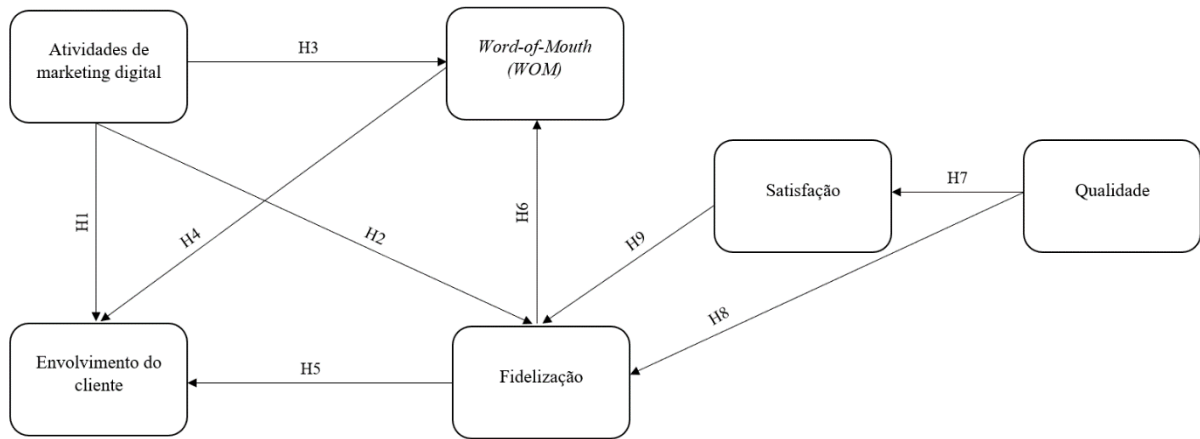 Atividades de
marketing digital
H3
Word-of-Mouth
(WOM)
Satisfação
H7
Qualidade
H1
H4
H2
H6
H9
H8
Envolvimento do
cliente
H5
Fidelização